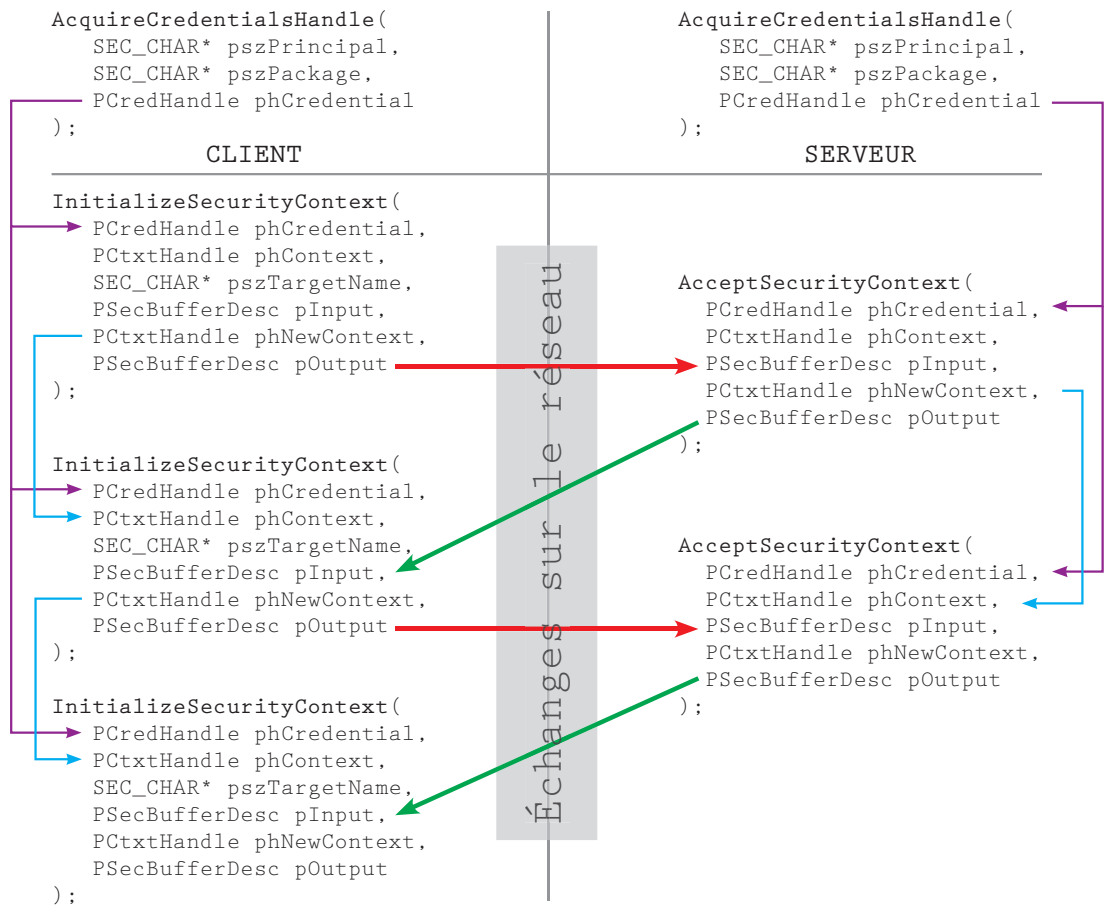 AcquireCredentialsHandle(
SEC_CHAR* pszPrincipal,
SEC_CHAR* pszPackage,
PCredHandle phCredential
);
CLIENT
InitializeSecurityContext(
PCredHandle phCredential,
PCtxtHandle phContext,
SEC_CHAR* pszTargetName,
PSecBufferDesc pInput,
PCtxtHandle phNewContext,
PSecBufferDesc pOutput
);
InitializeSecurityContext(
PCredHandle phCredential,
PCtxtHandle phContext,
SEC_CHAR* pszTargetName,
PSecBufferDesc pInput,
PCtxtHandle phNewContext,
PSecBufferDesc pOutput
);
InitializeSecurityContext(
PCredHandle phCredential,
PCtxtHandle phContext,
SEC_CHAR* pszTargetName,
PSecBufferDesc pInput,
PCtxtHandle phNewContext,
PSecBufferDesc pOutput
);
Échanges sur le réseau
AcquireCredentialsHandle(
SEC_CHAR* pszPrincipal,
SEC_CHAR* pszPackage,
PCredHandle phCredential
);
SERVEUR
AcceptSecurityContext(
PCredHandle phCredential,
PCtxtHandle phContext,
PSecBufferDesc pInput,
PCtxtHandle phNewContext,
PSecBufferDesc pOutput
);
AcceptSecurityContext(
PCredHandle phCredential,
PCtxtHandle phContext,
PSecBufferDesc pInput,
PCtxtHandle phNewContext,
PSecBufferDesc pOutput
);